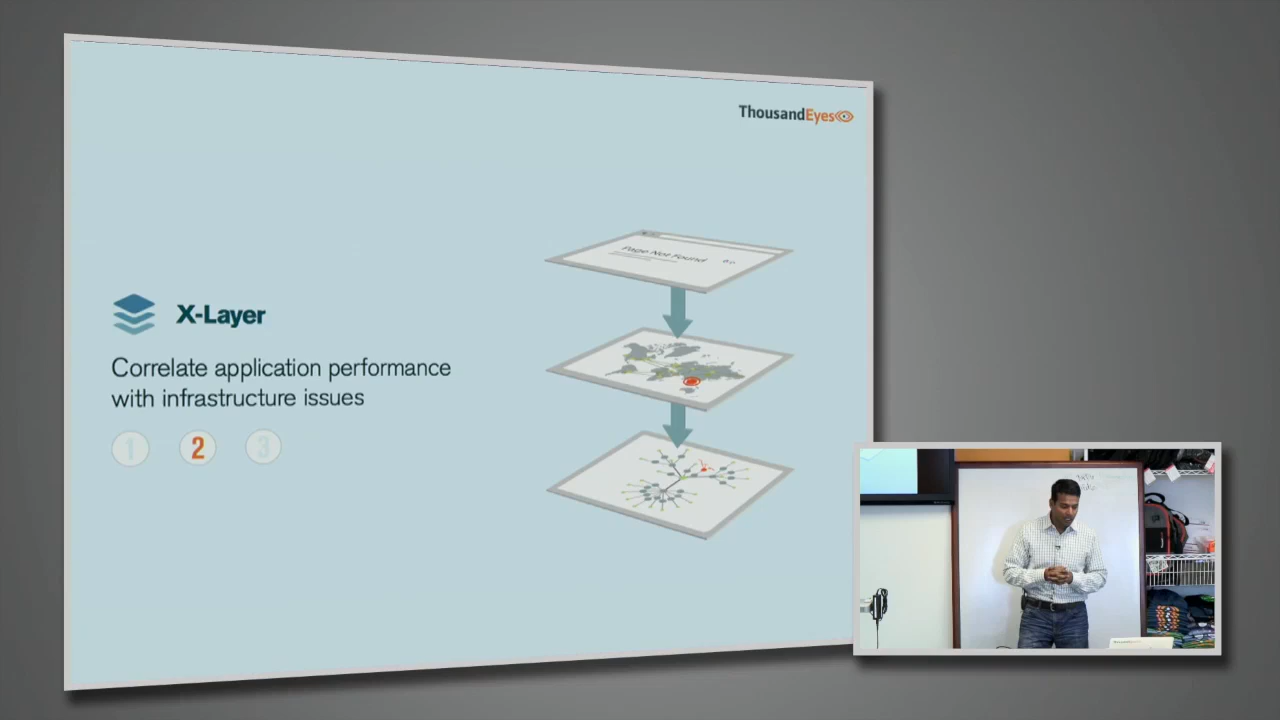 ThousandEyes
Page Not Found
X-Layer
Correlate application performance
with infrastructure issues
1 2 3